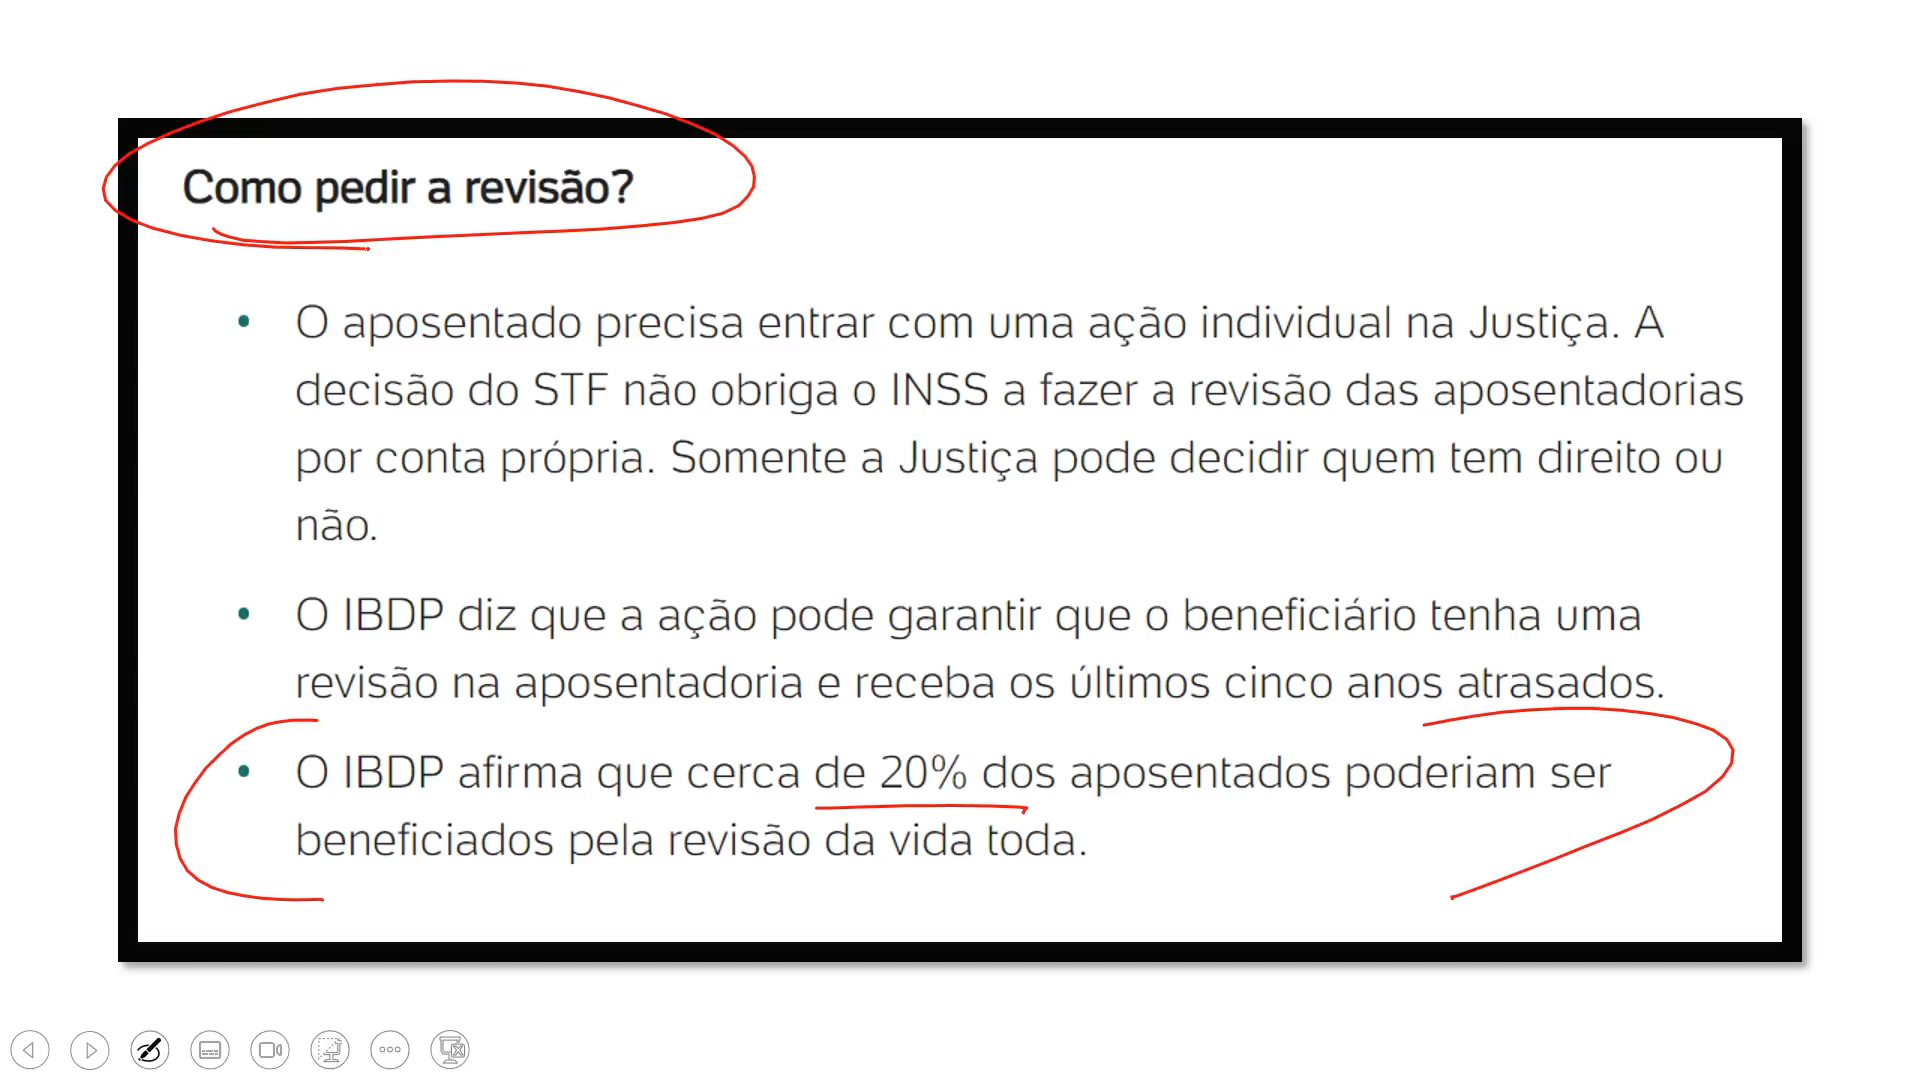 Como pedir a revisão?
• O aposentado precisa entrar com uma ação individual na Justiça. A
decisão do STF não obriga o INSS a fazer a revisão das aposentadorias
por conta própria. Somente a Justiça pode decidir quem tem direito ou
não.
• O IBDP diz que a ação pode garantir que o beneficiário tenha uma
revisão na aposentadoria e receba os últimos cinco anos atrasados.
• O IBDP afirma que cerca de 20% dos aposentados poderiam ser
beneficiados pela revisão da vida toda.